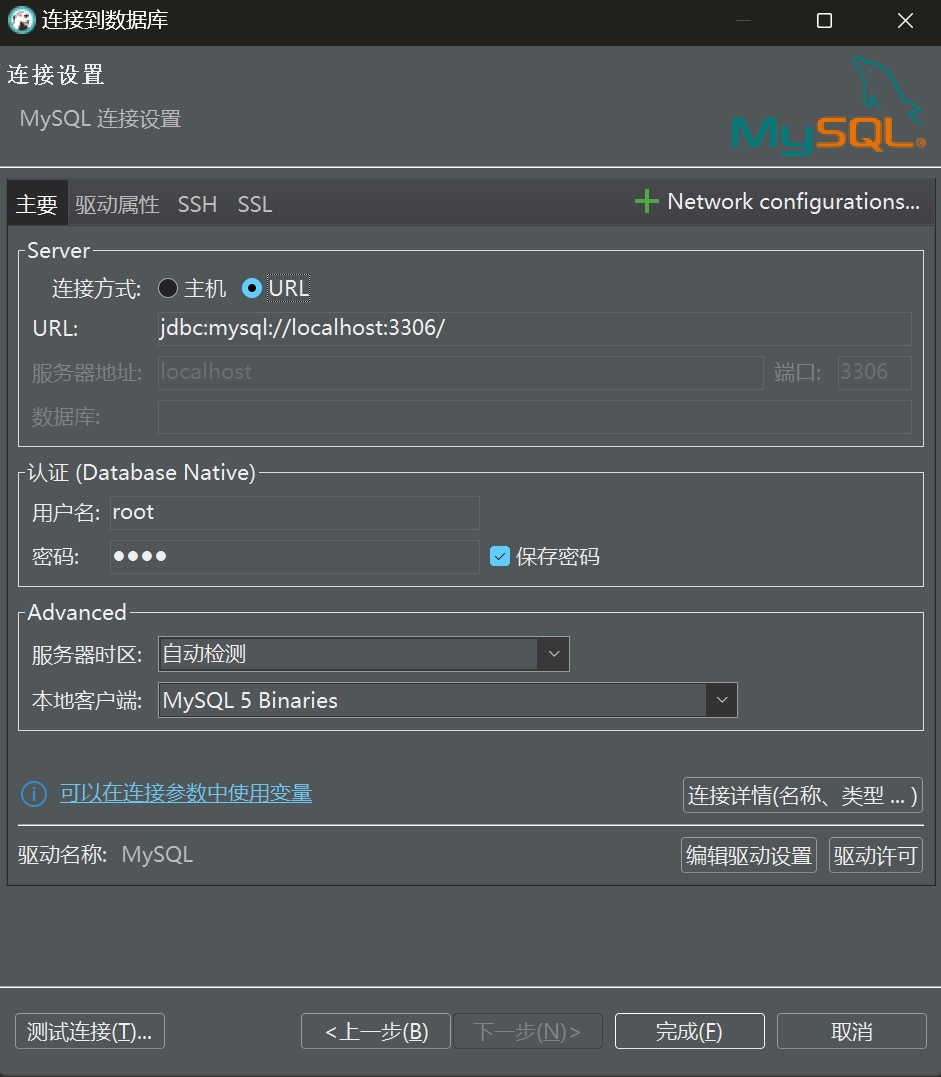 连接到数据库
连接设置
MySQL 连接设置
MySQL®
主要 驱动属性 SSH SSL Network configurations...
Server
连接方式: 主机 URL
URL: jdbc:mysql://localhost:3306/
服务器地址: localhost 端口: 3306
数据库:
认证 (Database Native)
用户名: root
密码: ●●●● 保存密码
Advanced
服务器时区: 自动检测
本地客户端: MySQL 5 Binaries
可以在连接参数中使用变量 连接详情(名称、类型 ... )
驱动名称: MySQL 编辑驱动设置 驱动许可
测试连接(T)... <上一步(B) 下一步(N)> 完成(F) 取消